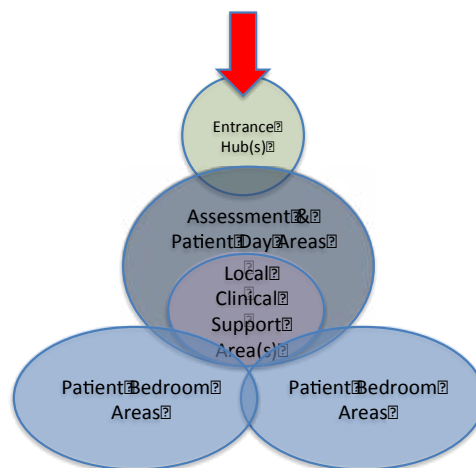 Entrance
Hub(s)
Assessment &
Patient Day Areas
Local
Clinical
Support
Area(s)
Patient Bedroom
Areas
Patient Bedroom
Areas